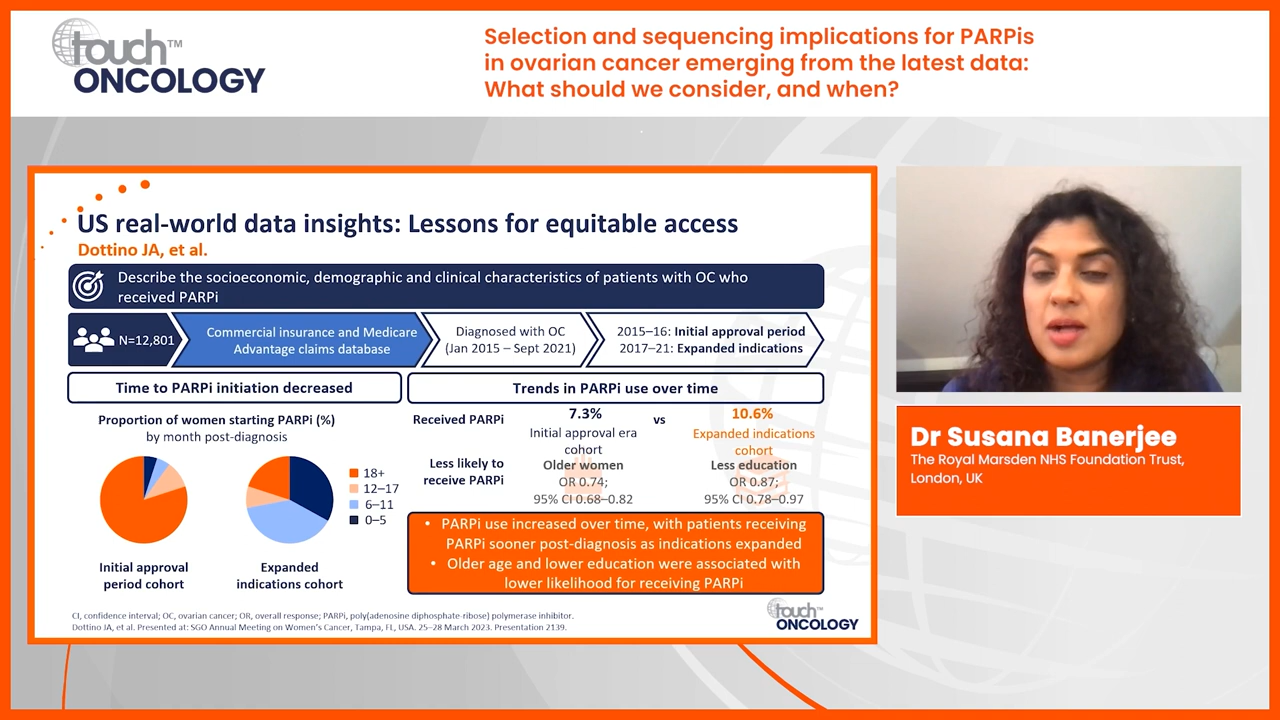 touch™
ONCOLOGY
Selection and sequencing implications for PARPis
in ovarian cancer emerging from the latest data:
What should we consider, and when?
US real-world data insights: Lessons for equitable access
Dottino JA, et al.
Describe the socioeconomic, demographic and clinical characteristics of patients with OC who
received PARPi
N=12,801
Commercial insurance and Medicare
Advantage claims database
Diagnosed with OC
(Jan 2015 – Sept 2021)
2015–16: Initial approval period
2017–21: Expanded indications
Time to PARPi initiation decreased
Proportion of women starting PARPi (%)
by month post-diagnosis
18+
12–17
6–11
0–5
Initial approval
period cohort
Expanded
indications cohort
Trends in PARPi use over time
Received PARPi
7.3%
Initial approval era
cohort
vs
10.6%
Expanded indications
cohort
Less likely to
receive PARPi
Older women
OR 0.74;
95% CI 0.68–0.82
Less education
OR 0.87;
95% CI 0.78–0.97
• PARPi use increased over time, with patients receiving
PARPi sooner post-diagnosis as indications expanded
• Older age and lower education were associated with
lower likelihood for receiving PARPi
CI, confidence interval; OC, ovarian cancer; OR, overall response; PARPi, poly(adenosine diphosphate-ribose) polymerase inhibitor.
Dottino JA, et al. Presented at: SGO Annual Meeting on Women's Cancer, Tampa, FL, USA. 25–28 March 2023. Presentation 2139.
touch™
ONCOLOGY
Dr Susana Banerjee
The Royal Marsden NHS Foundation Trust,
London, UK